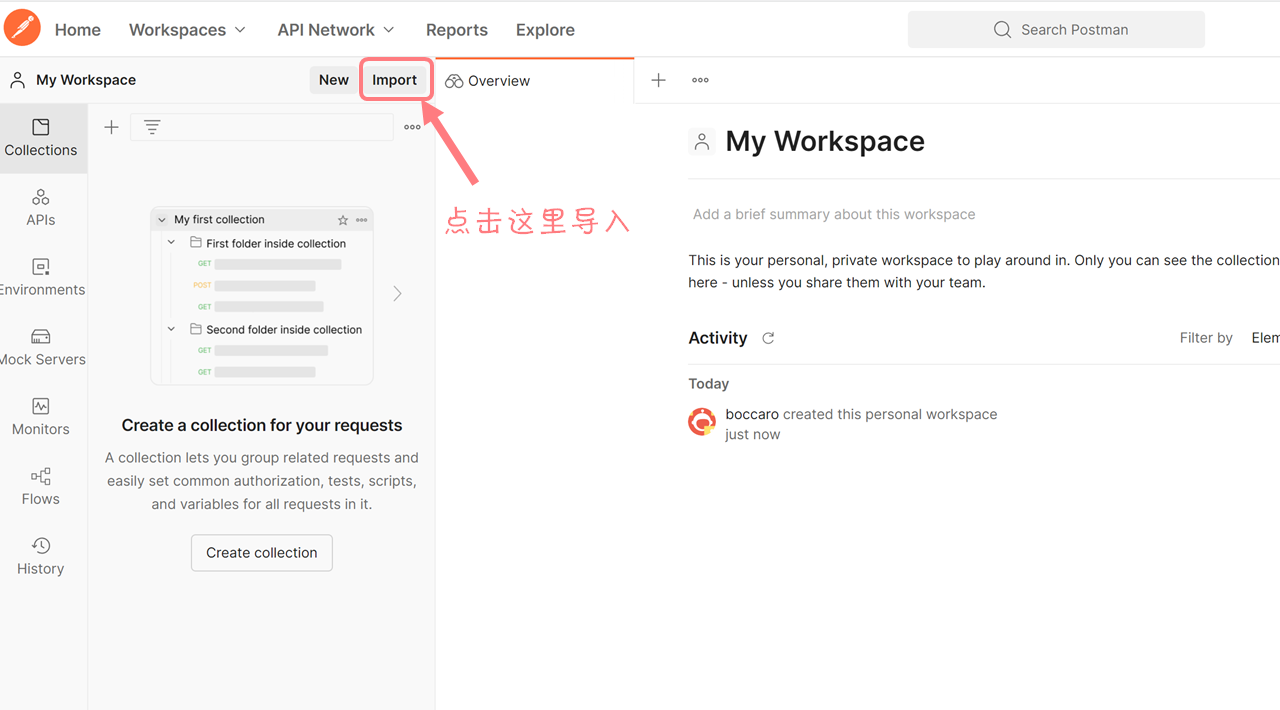 Home Workspaces API Network Reports Explore Search Postman
My Workspace New Import Overview
Collections
APIs
Environments
Mock Servers
Monitors
Flows
History
My first collection
First folder inside collection
GET
POST
GET
Second folder inside collection
GET
GET
Create a collection for your requests
A collection lets you group related requests and
easily set common authorization, tests, scripts,
and variables for all requests in it.
Create collection
点击这里导入
My Workspace
Add a brief summary about this workspace
This is your personal, private workspace to play around in. Only you can see the collection
here - unless you share them with your team.
Activity Filter by Elem
Today
boccaro created this personal workspace
just now